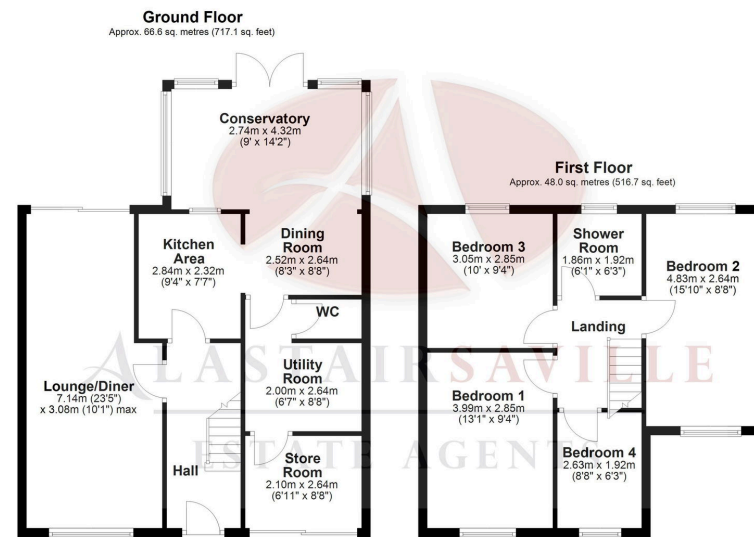 Ground Floor
Approx. 66.6 sq. metres (717.1 sq. feet)
Conservatory
2.74m x 4.32m
(9' x 14'2")
Kitchen
Area
2.84m x 2.32m
(9'4" x 7'7")
Dining
Room
2.52m x 2.64m
(8'3" x 8'8")
WC
Lounge/Diner
7.14m (23'5")
x 3.08m (10'1") max
Utility
Room
2.00m x 2.64m
(6'7" x 8'8")
Hall
Store
Room
2.10m x 2.64m
(6'11" x 8'8")
First Floor
Approx. 48.0 sq. metres (516.7 sq. feet)
Bedroom 3
3.05m x 2.85m
(10' x 9'4")
Shower
Room
1.86m x 1.92m
(6'1" x 6'3")
Bedroom 2
4.83m x 2.64m
(15'10" x 8'8")
Landing
Bedroom 1
3.99m x 2.85m
(13'1" x 9'4")
Bedroom 4
2.63m x 1.92m
(8'8" x 6'3")
ALASTAIR SAVILLE
ESTATE AGENTS